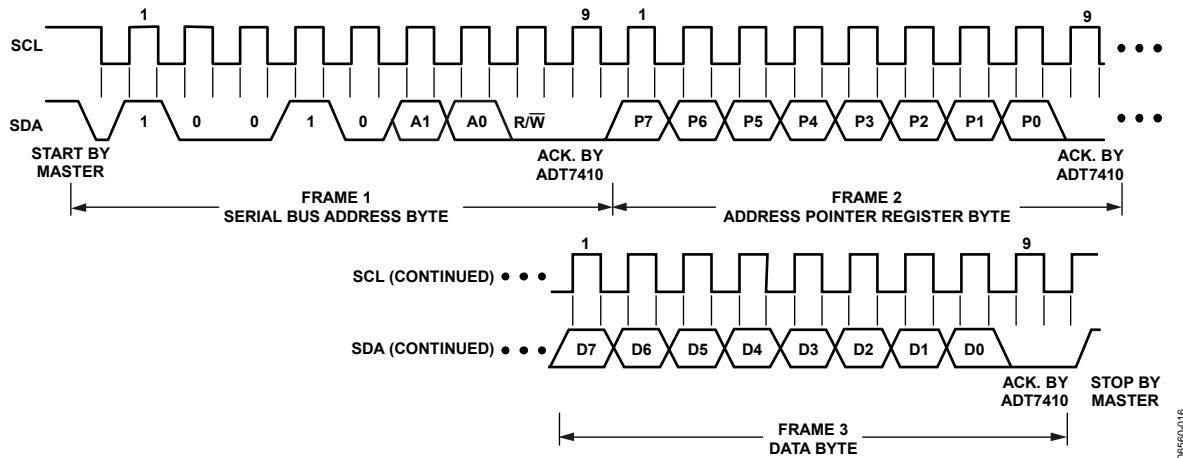 1 9 1 9
SCL
SDA 1 0 0 1 0 A1 A0 R/W̅ P7 P6 P5 P4 P3 P2 P1 P0
START BY
MASTER
ACK. BY
ADT7410
ACK. BY
ADT7410
FRAME 1
SERIAL BUS ADDRESS BYTE
FRAME 2
ADDRESS POINTER REGISTER BYTE
1 9
SCL (CONTINUED)
SDA (CONTINUED) D7 D6 D5 D4 D3 D2 D1 D0
ACK. BY
ADT7410
STOP BY
MASTER
FRAME 3
DATA BYTE
06560-016